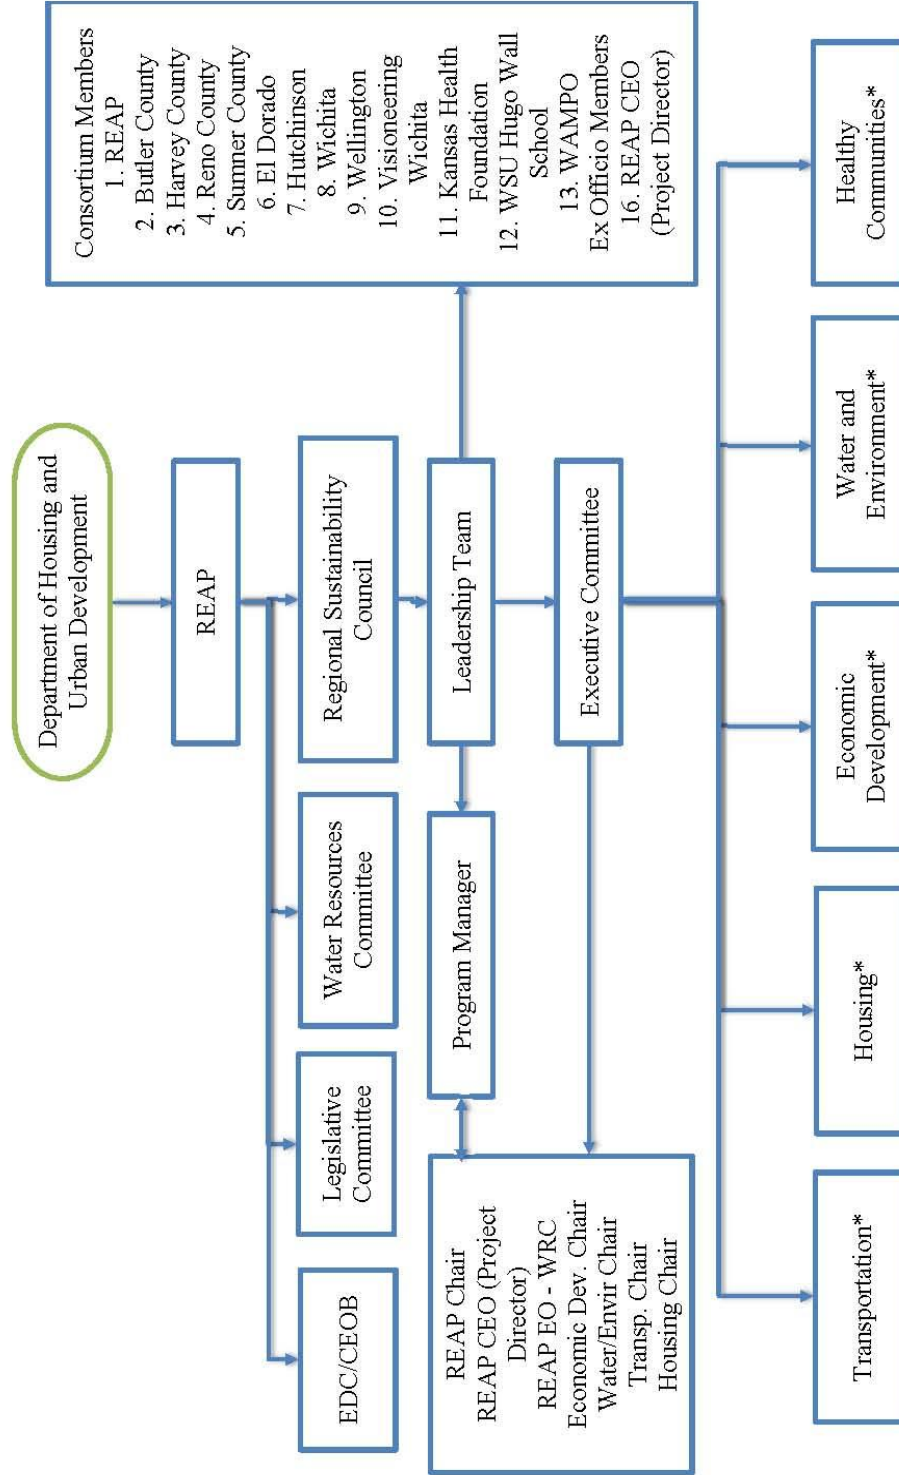 Department of Housing and
Urban Development
REAP
EDC/CEOB
Legislative
Committee
Water Resources
Committee
Regional Sustainability
Council
Consortium Members
1. REAP
2. Butler County
3. Harvey County
4. Reno County
5. Sumner County
6. El Dorado
7. Hutchinson
8. Wichita
9. Wellington
10. Visioneering
Wichita
11. Kansas Health
Foundation
12. WSU Hugo Wall
School
13. WAMPO
Ex Officio Members
16. REAP CEO
(Project Director)
Program Manager
Leadership Team
REAP Chair
REAP CEO (Project
Director)
REAP EO - WRC
Economic Dev. Chair
Water/Envir Chair
Transp. Chair
Housing Chair
Executive Committee
Transportation*
Housing*
Economic
Development*
Water and
Environment*
Healthy
Communities*